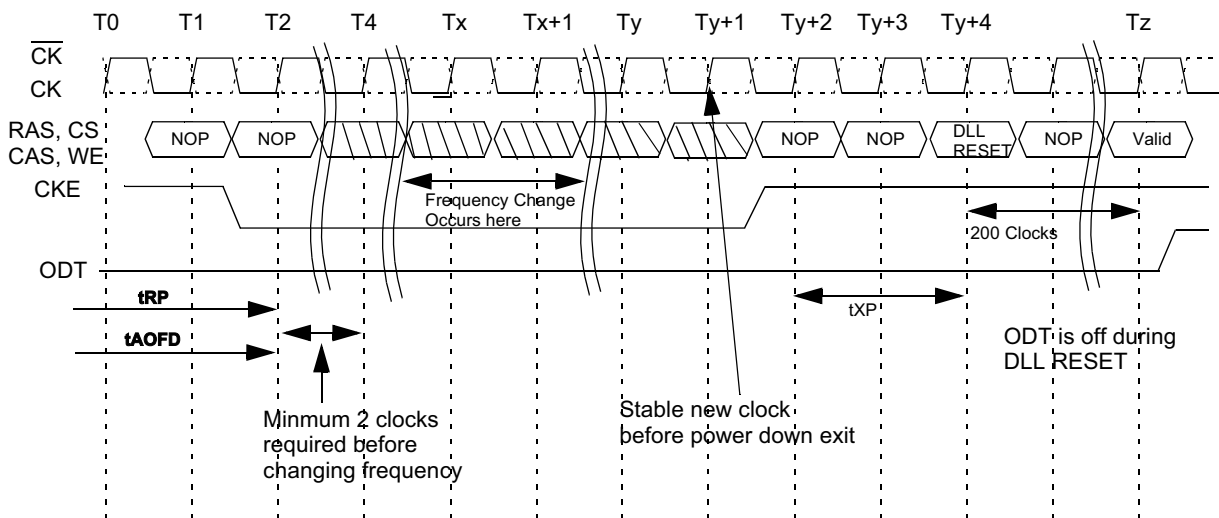 T0 T1 T2 T4 Tx Tx+1 Ty Ty+1 Ty+2 Ty+3 Ty+4 Tz
CK
CK
RAS, CS
CAS, WE
NOP NOP NOP NOP DLL RESET NOP Valid
CKE
Frequency Change
Occurs here
200 Clocks
ODT
tRP
tXP
tAOFD
ODT is off during
DLL RESET
Minmum 2 clocks
required before
changing frequency
Stable new clock
before power down exit